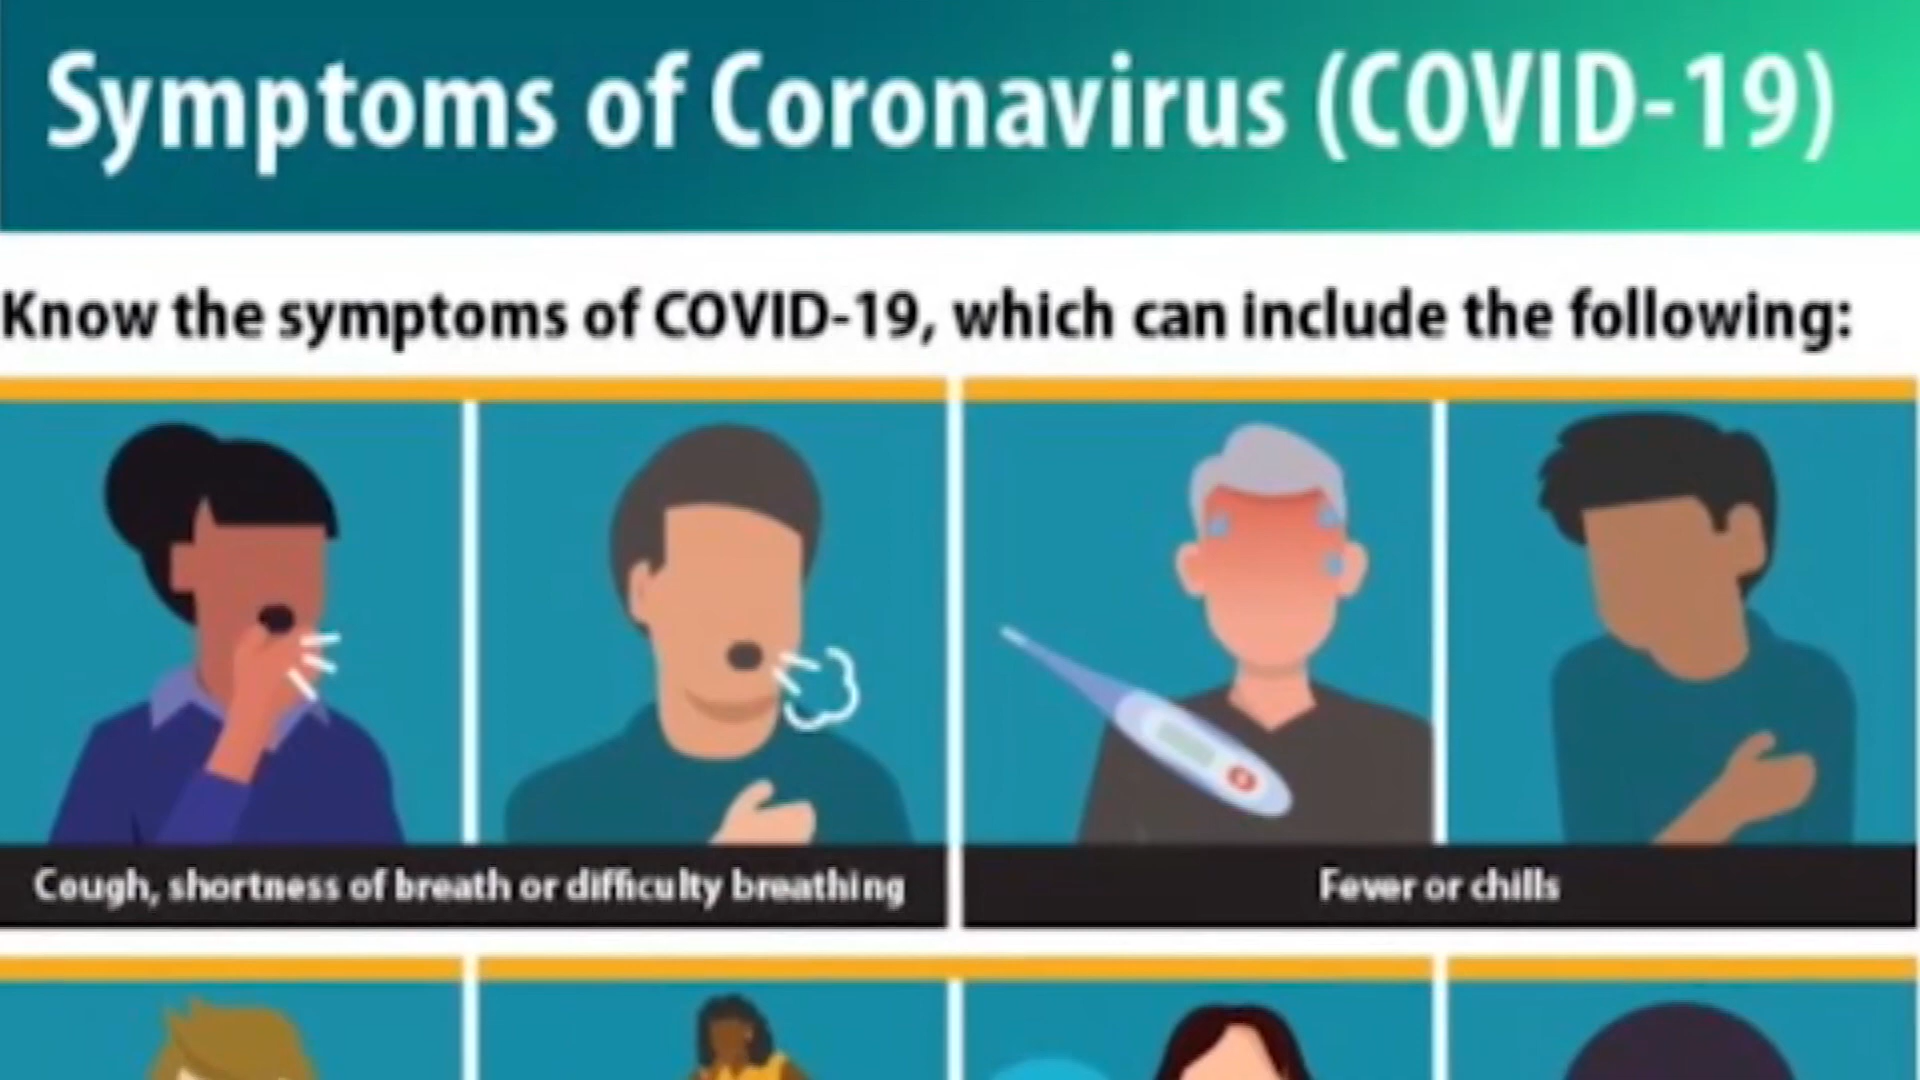 Symptoms of Coronavirus (COVID-19)
Know the symptoms of COVID-19, which can include the following:
Cough, shortness of breath or difficulty breathing
Fever or chills